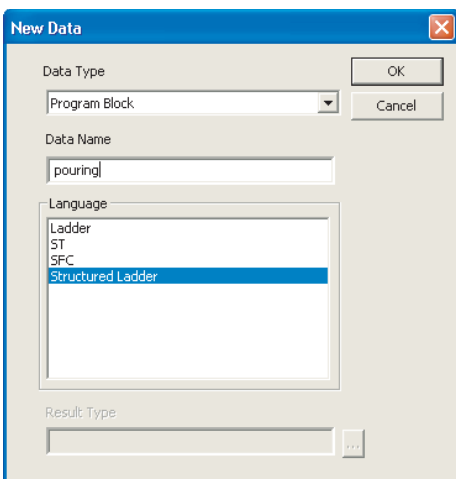 New Data
Data Type
OK
Program Block
Cancel
Data Name
pouring
Language
Ladder
ST
SFC
Structured Ladder
Result Type
...